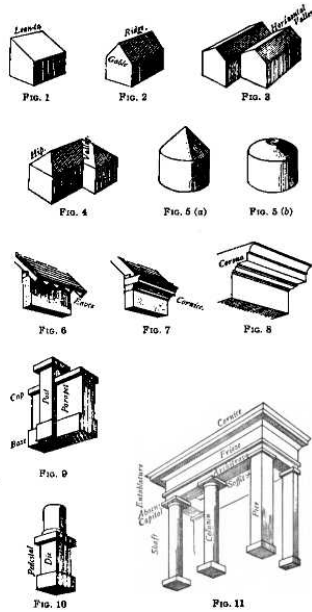 Lean-to
FIG. 1
Ridge.
Gable
FIG. 2
Horizontal
Valley
FIG. 3
Hip
Valley
FIG. 4
FIG. 5 (a)
FIG. 5 (b)
Eaves
FIG. 6
Cornice.
FIG. 7
Corona
FIG. 8
Cap
Post
Parapet
Base
FIG. 9
Pedestal
Die
FIG. 10
Cornice
Frieze
Architrave
Soffit
Entablature
Abacus
Capital
Shaft
Column
Pier
FIG. 11